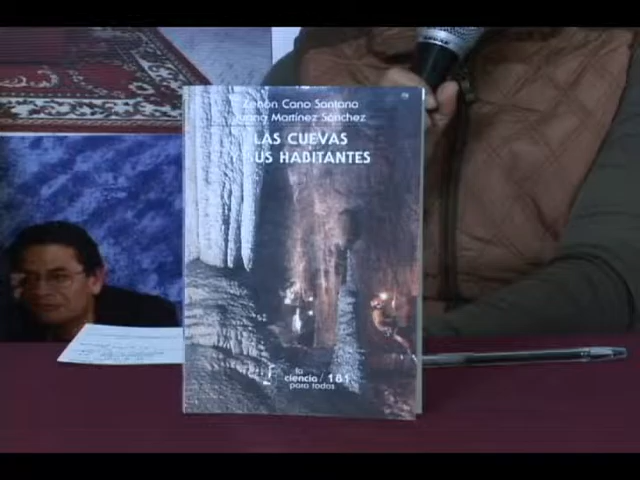 Zenón Cano Santana
Juana Martínez Sánchez
LAS CUEVAS
Y SUS HABITANTES
la
ciencia / 181
para todos